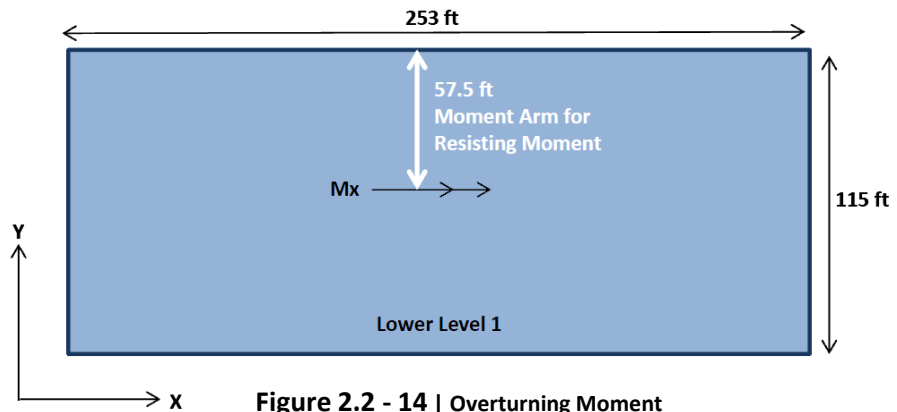 253 ft
57.5 ft
Moment Arm for
Resisting Moment
Mx
115 ft
Y
Lower Level 1
X
Figure 2.2 - 14 | Overturning Moment